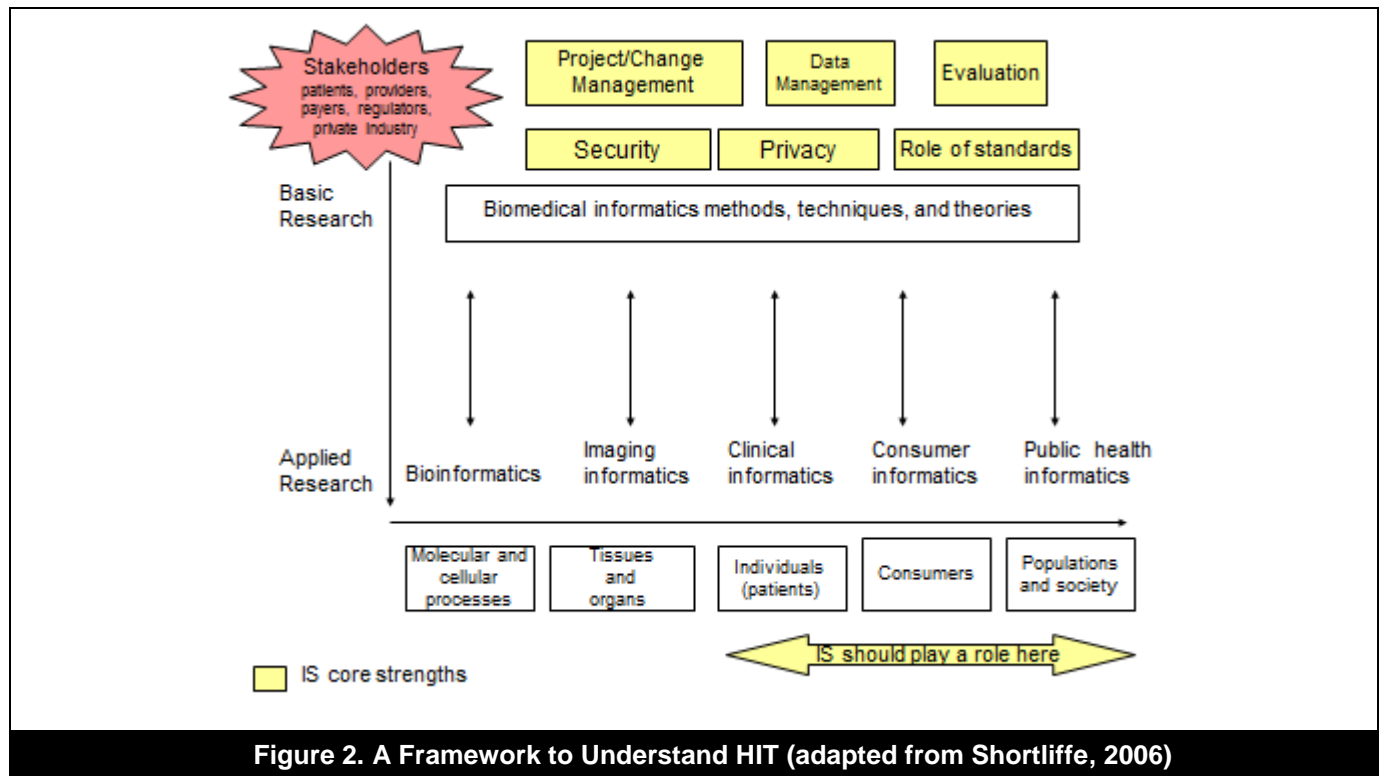 Stakeholders
patients, providers,
payers, regulators,
private industry
Project/Change
Management
Data
Management
Evaluation
Security
Privacy
Role of standards
Basic
Research
Biomedical informatics methods, techniques, and theories
Applied
Research
Bioinformatics
Imaging
informatics
Clinical
informatics
Consumer
informatics
Public health
informatics
Molecular and
cellular
processes
Tissues
and
organs
Individuals
(patients)
Consumers
Populations
and society
IS should play a role here
IS core strengths
Figure 2. A Framework to Understand HIT (adapted from Shortliffe, 2006)